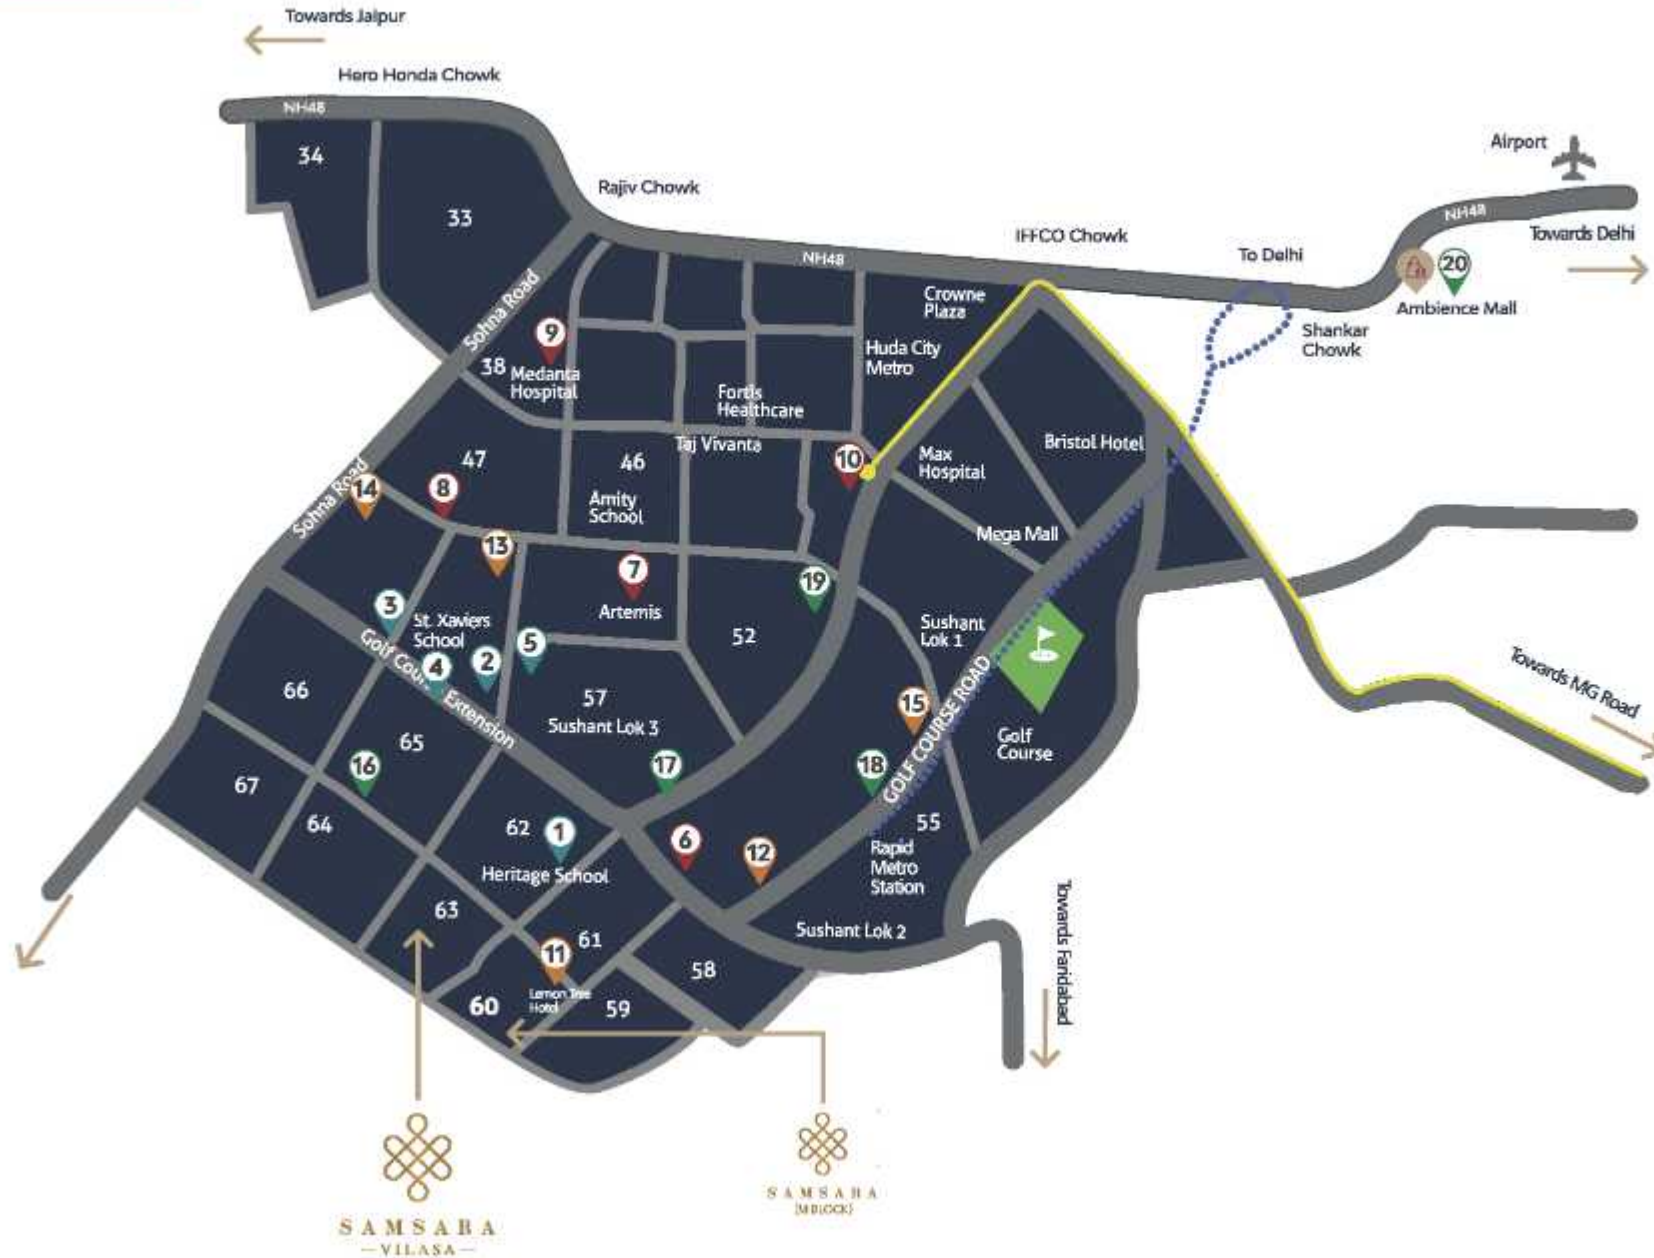 Towards Jaipur
Hero Honda Chowk
NH48
34
33
Rajiv Chowk
Airport
NH48
Towards Delhi
IFFCO Chowk
To Delhi
20
Ambience Mall
NH48
Crowne
Plaza
Shankar
Chowk
Sohna Road
9
38
Medanta
Hospital
Huda City
Metro
Fortis
Healthcare
Taj Vivanta
Bristol Hotel
47
46
10
Max
Hospital
Sohna Road
14
8
Amity
School
Mega Mall
13
7
19
Artemis
3
St. Xaviers
School
5
52
Sushant
Lok 1
4
2
Golf Cour
Extension
66
57
Sushant Lok 3
15
GOLF COURSE ROAD
Golf
Course
Towards MG Road
65
16
17
18
67
64
62
1
Heritage School
6
12
55
Rapid
Metro
Station
63
Sushant Lok 2
Towards Faridabad
11
61
Lemon Tree
Hotel
58
60
59
SAMSARA
VILASA
SAMSARA
(M BLOCK)